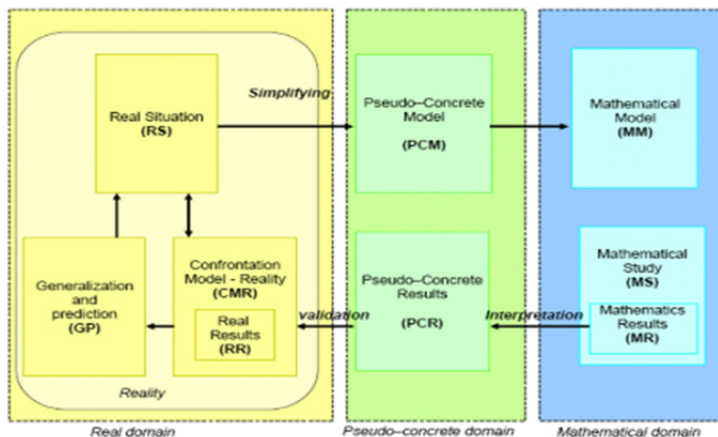 Real Situation
(RS)
Simplifying
Pseudo–Concrete
Model
(PCM)
Mathematical
Model
(MM)
Generalization
and
prediction
(GP)
Confrontation
Model - Reality
(CMR)
Real
Results
(RR)
validation
Pseudo–Concrete
Results
(PCR)
Interpretation
Mathematical
Study
(MS)
Mathematics
Results
(MR)
Reality
Real domain
Pseudo–concrete domain
Mathematical domain